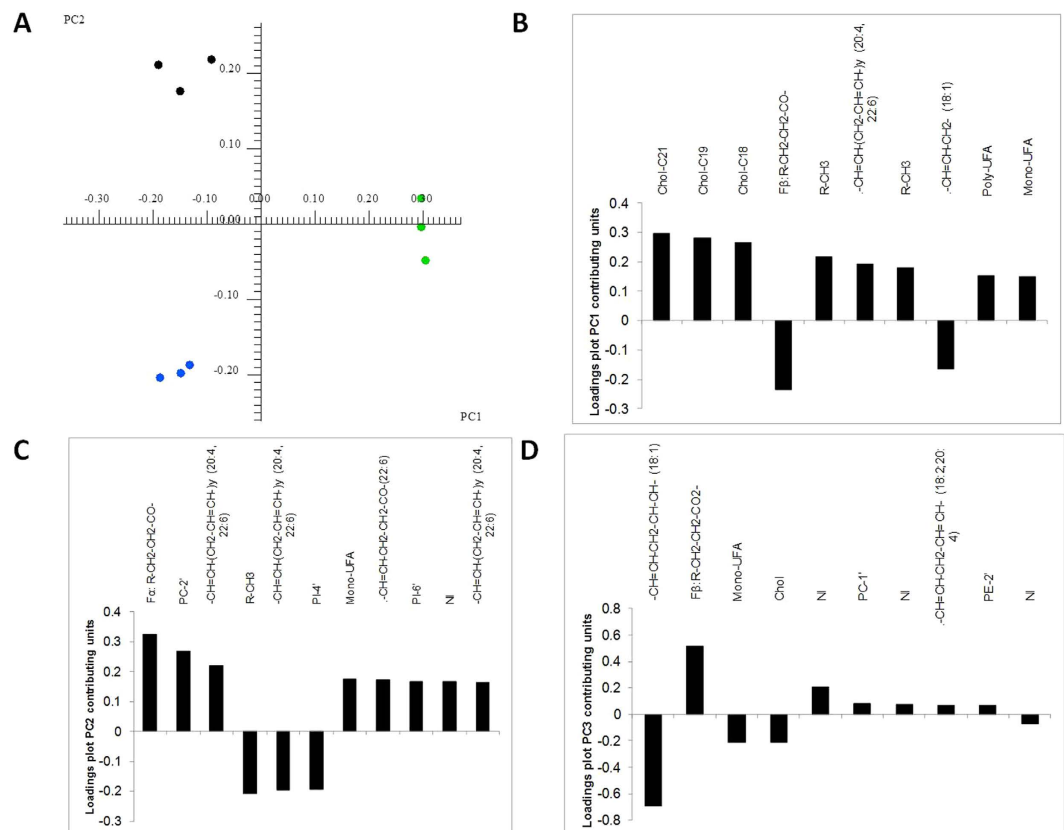 A
PC2
0.20
0.10
-0.30
-0.20
-0.10
0.00
0.10
0.20
0.3
-0.10
-0.20
PC1
B
Chol-C21
Chol-C19
Chol-C18
Fβ:R-CH2-CH2-CO-
R-CH3
.-CH=CH-(CH2-CH=CH-)y (20:4,
22:6)
R-CH3
.-CH=CH-CH2- (18:1)
Poly-UFA
Mono-UFA
Loadings plot PC1 contributing units
0.4
0.3
0.2
0.1
0
-0.1
-0.2
-0.3
C
Fα: R-CH2-CH2-CO-
PC-2'
-CH=CH-(CH2-CH=CH-)y (20:4,
22:6)
R-CH3
-CH=CH-(CH2-CH=CH-)y (20:4,
22:6)
PI-4'
Mono-UFA
.-CH=CH-CH2-CH2-CO-(22:6)
PI-6'
NI
-CH=CH-(CH2-CH=CH-)y (20:4,
22:6)
Loadings plot PC2 contributing units
0.4
0.3
0.2
0.1
0
-0.1
-0.2
-0.3
D
-CH=CH-CH2-CH-CH- (18:1)
Fβ:R-CH2-CH2-CO2-
Mono-UFA
Chol
NI
PC-1'
NI
.-CH=CH-CH2-CH=CH- (18:2;20:
4)
PE-2'
NI
Loadings plot PC3 contributing units
0.8
0.6
0.4
0.2
0
-0.2
-0.4
-0.6
-0.8